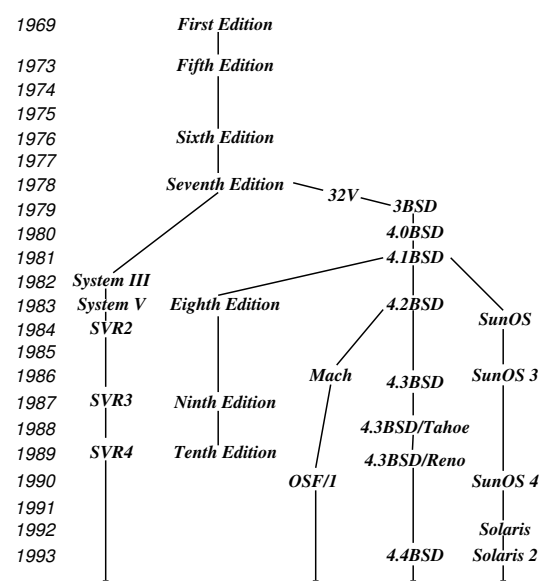 1969 First Edition
1973 Fifth Edition
1974
1975
1976 Sixth Edition
1977
1978 Seventh Edition
32V
1979 3BSD
1980 4.0BSD
1981 4.1BSD
1982 System III
1983 System V Eighth Edition 4.2BSD
SunOS
1984 SVR2
1985
1986 Mach 4.3BSD SunOS 3
1987 SVR3 Ninth Edition
1988 4.3BSD/Tahoe
1989 SVR4 Tenth Edition 4.3BSD/Reno
1990 OSF/1 SunOS 4
1991
1992 Solaris
1993 4.4BSD Solaris 2